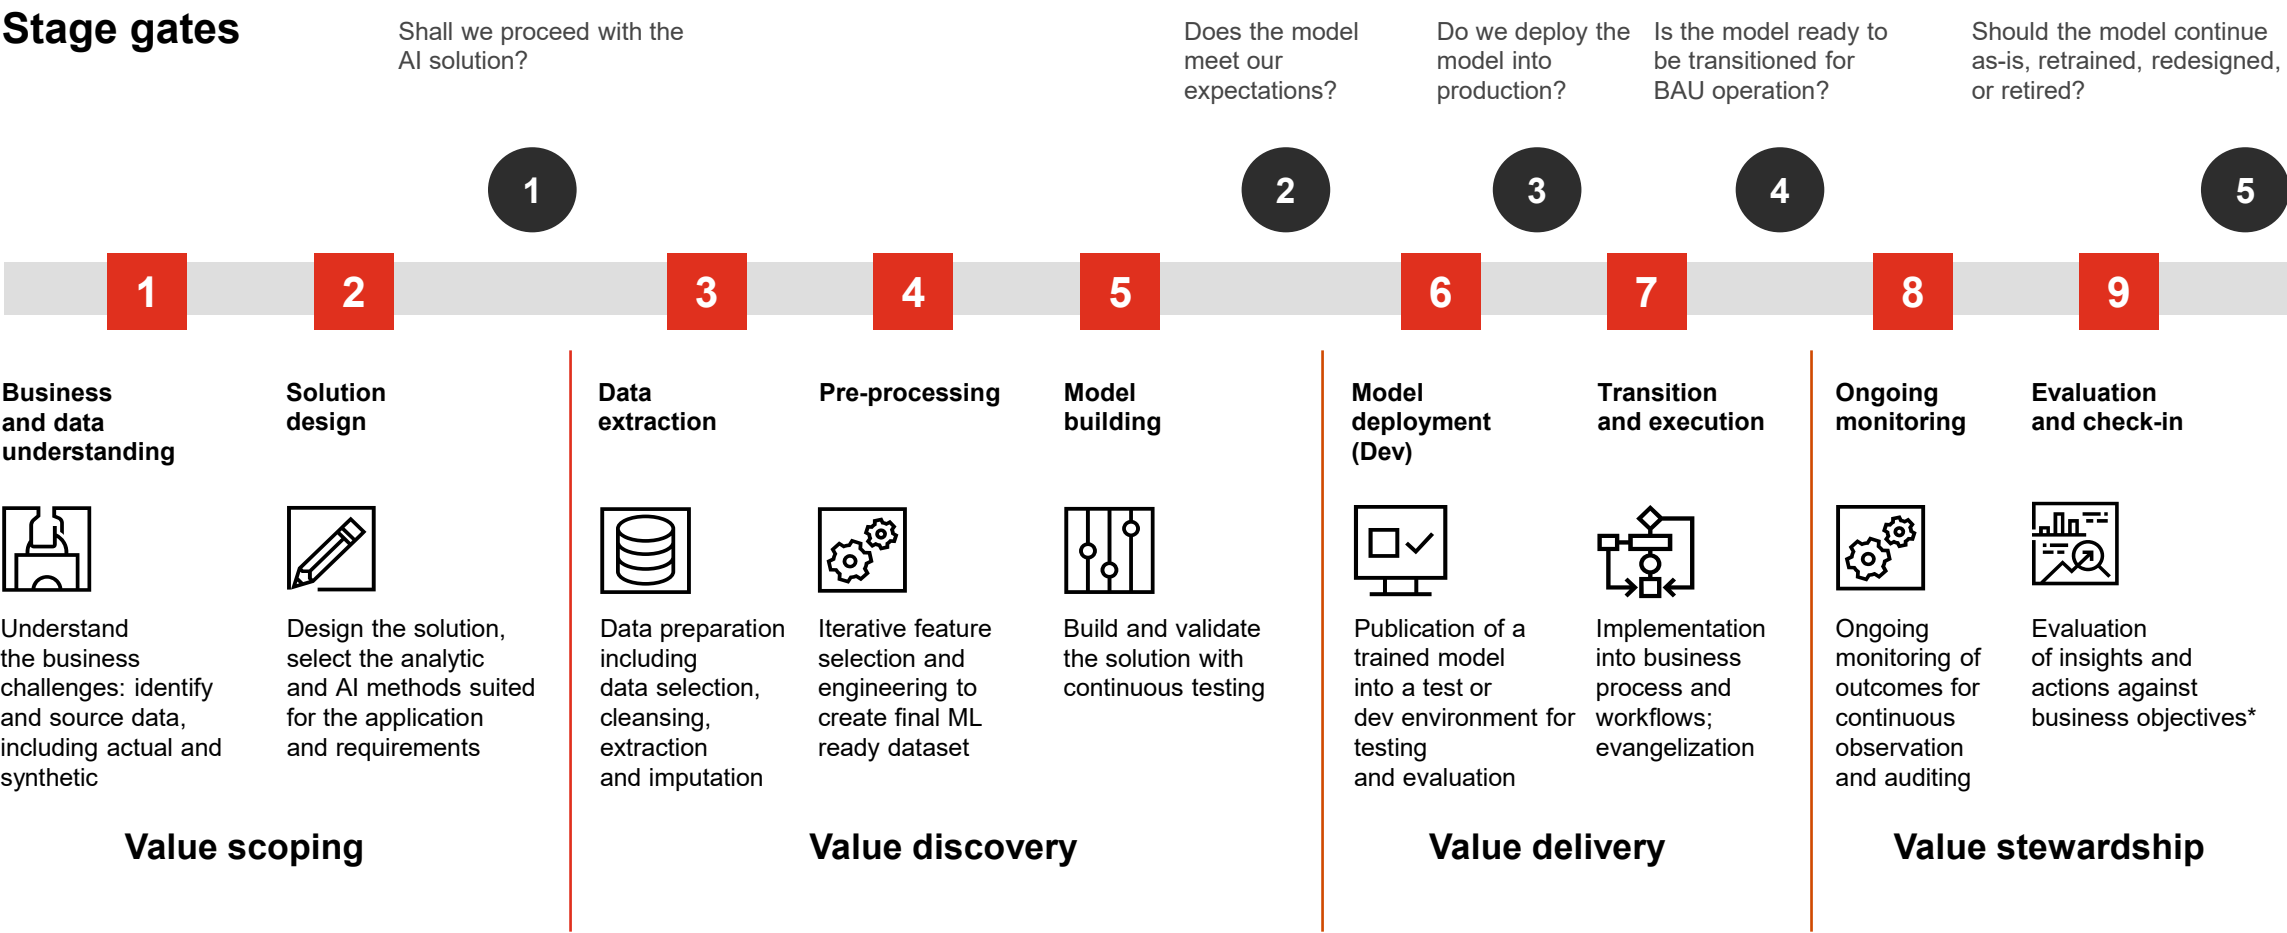 Stage gates
Shall we proceed with the
AI solution?
Does the model
meet our
expectations?
Do we deploy the
model into
production?
Is the model ready to
be transitioned for
BAU operation?
Should the model continue
as-is, retrained, redesigned,
or retired?
1
2
3
4
5
1
2
3
4
5
6
7
8
9
Business
and data
understanding
Solution
design
Data
extraction
Pre-processing
Model
building
Model
deployment
(Dev)
Transition
and execution
Ongoing
monitoring
Evaluation
and check-in
Understand
the business
challenges: identify
and source data,
including actual and
synthetic
Design the solution,
select the analytic
and AI methods suited
for the application
and requirements
Data preparation
including
data selection,
cleansing,
extraction
and imputation
Iterative feature
selection and
engineering to
create final ML
ready dataset
Build and validate
the solution with
continuous testing
Publication of a
trained model
into a test or
dev environment for
testing
and evaluation
Implementation
into business
process and
workflows;
evangelization
Ongoing
monitoring of
outcomes for
continuous
observation
and auditing
Evaluation
of insights and
actions against
business objectives*
Value scoping
Value discovery
Value delivery
Value stewardship